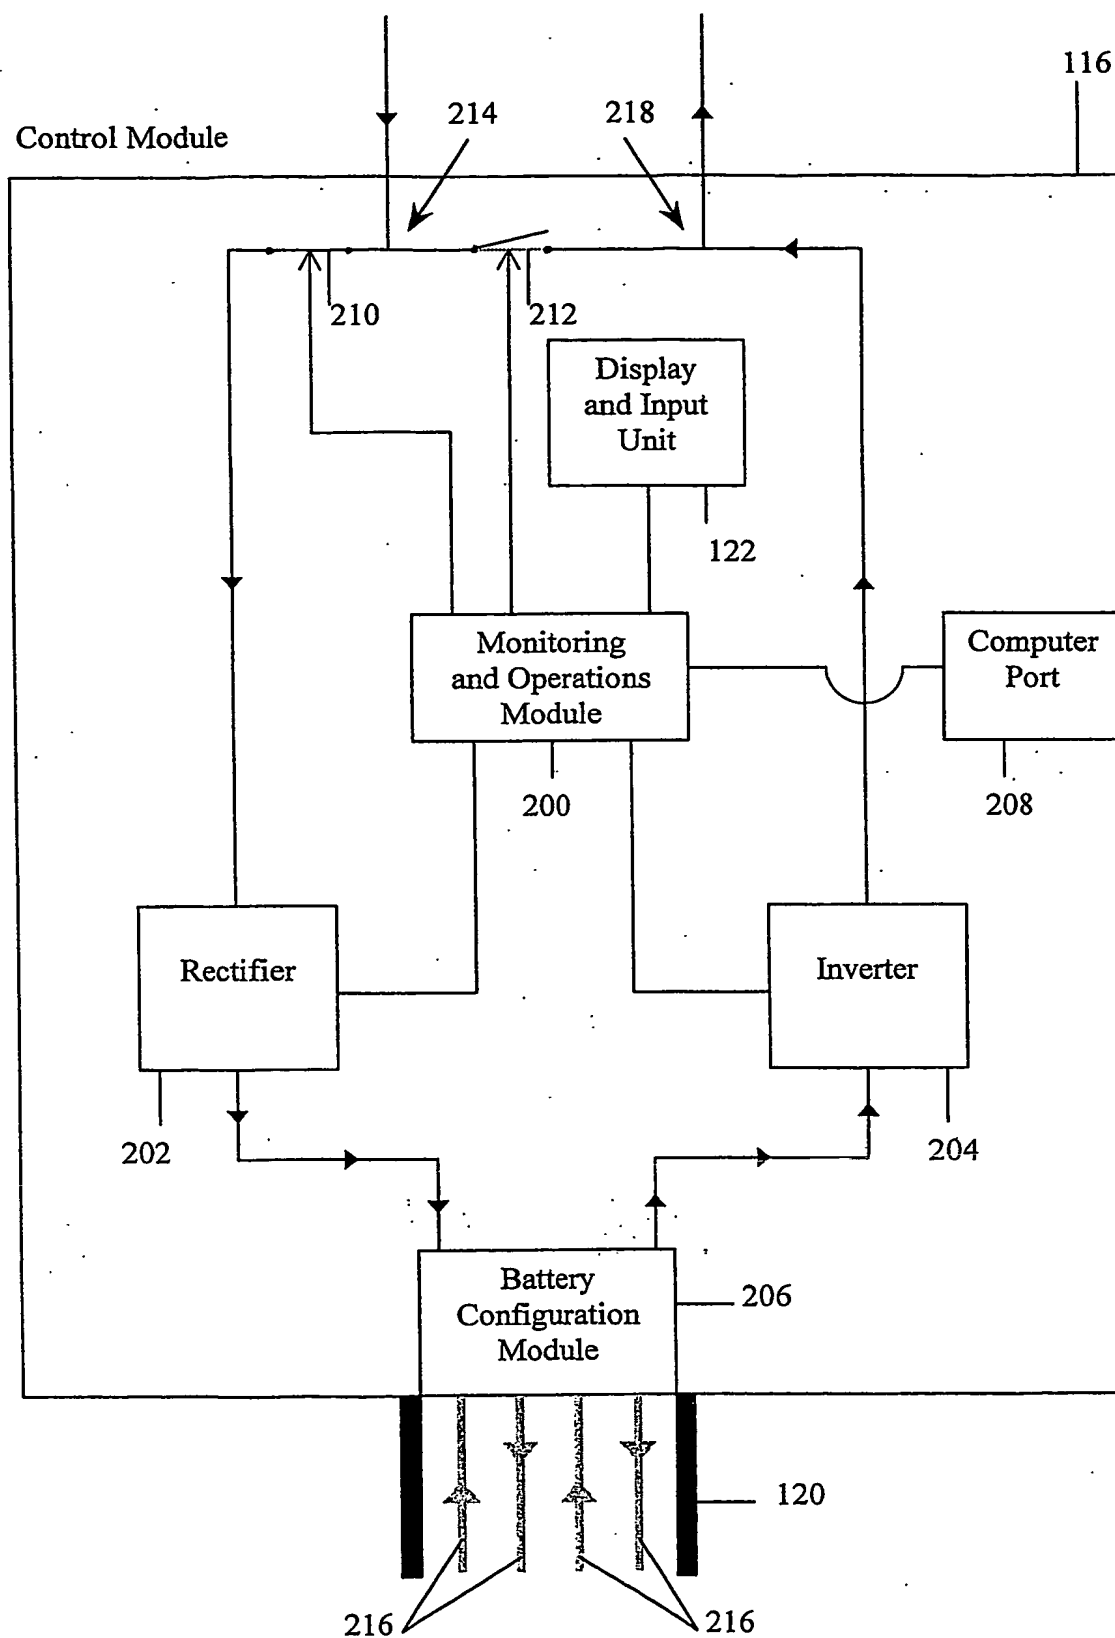 116
214
218
Control Module
210
212
Display
and Input
Unit
122
Monitoring
and Operations
Module
Computer
Port
200
208
Rectifier
Inverter
202
204
Battery
Configuration
Module
206
120
216
216